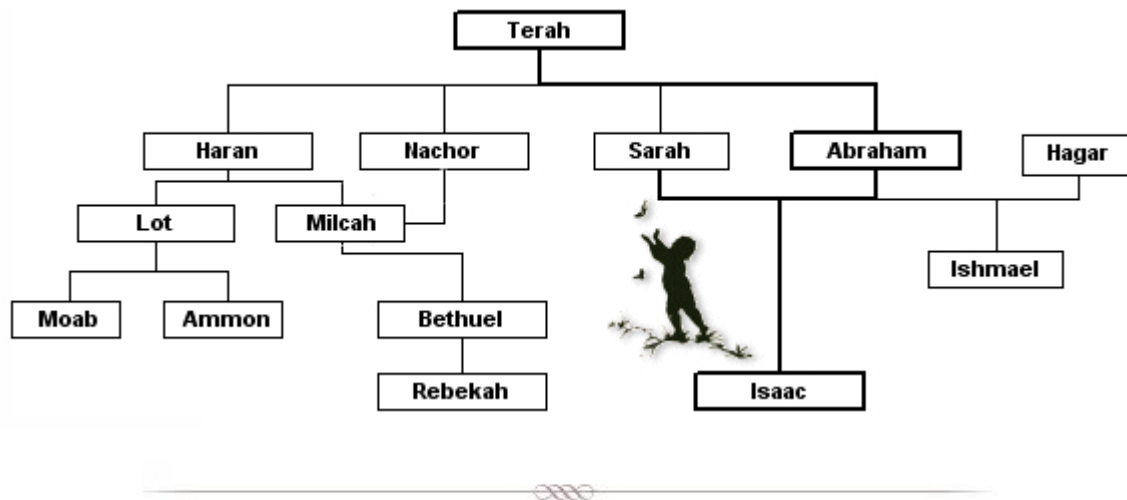 Terah
Haran
Nachor
Sarah
Abraham
Hagar
Lot
Milcah
Ishmael
Moab
Ammon
Bethuel
Rebekah
Isaac